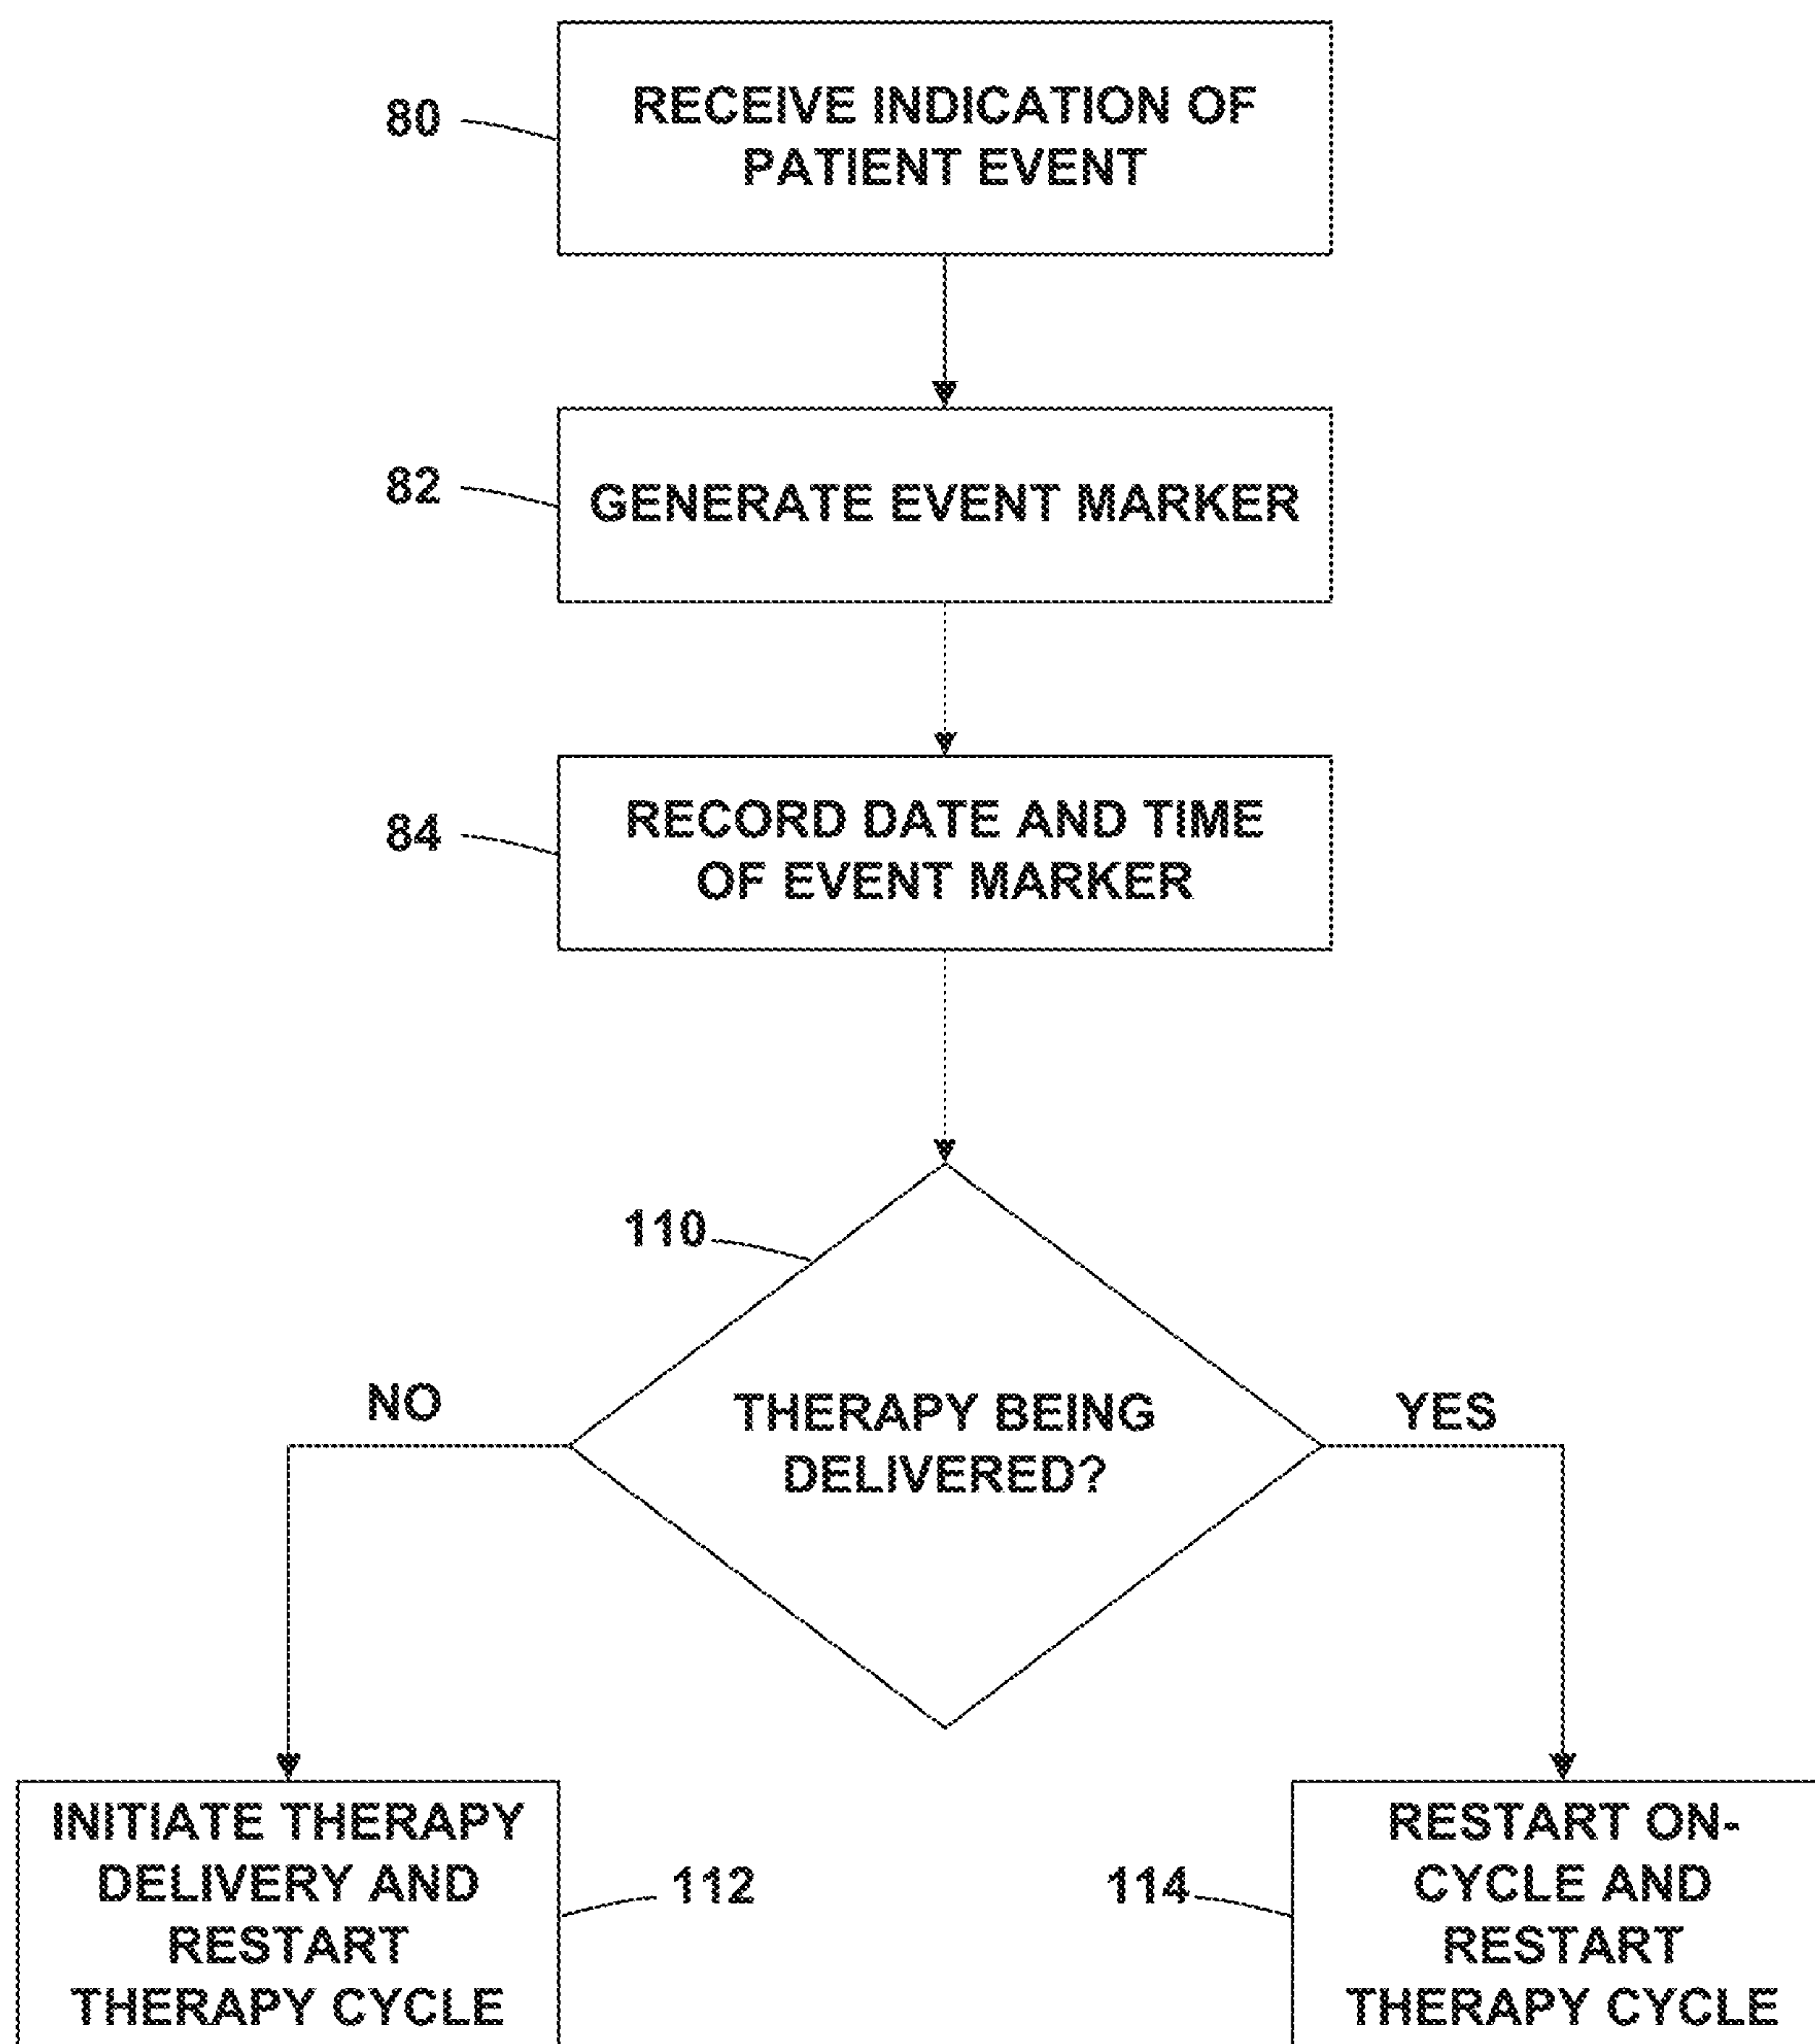 80
RECEIVE INDICATION OF
PATIENT EVENT
82
GENERATE EVENT MARKER
84
RECORD DATE AND TIME
OF EVENT MARKER
110
THERAPY BEING
DELIVERED?
NO
YES
INITIATE THERAPY
DELIVERY AND
RESTART
THERAPY CYCLE
112
114
RESTART ON-
CYCLE AND
RESTART
THERAPY CYCLE